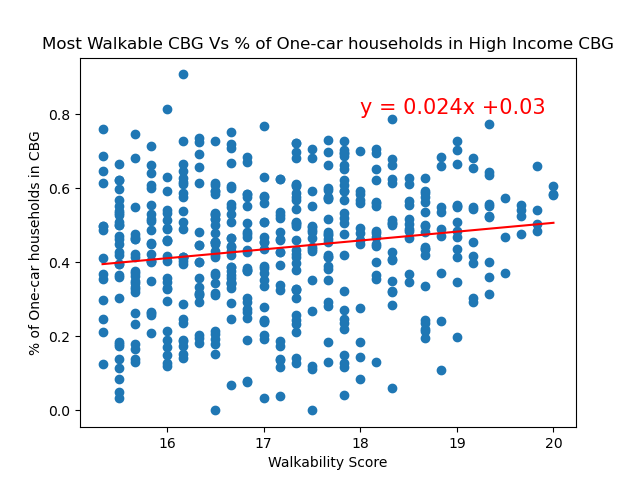 Most Walkable CBG Vs % of One-car households in High Income CBG
y = 0.024x +0.03
% of One-car households in CBG
0.8
0.6
0.4
0.2
0.0
16 17 18 19 20
Walkability Score